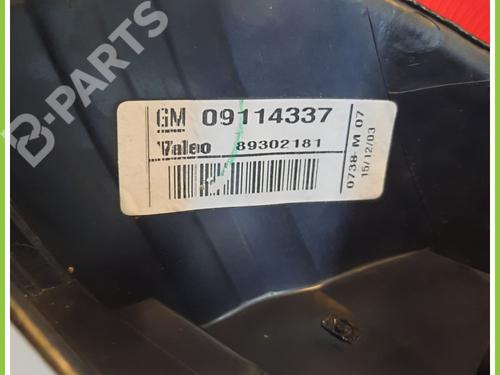 B-PARTS
GM 09114337
Valeo 89302181
0738- M 07
15/12/03